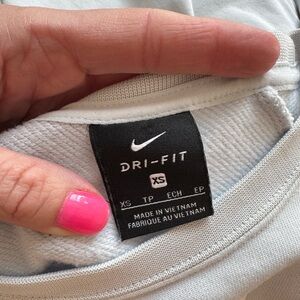 DRI-FIT
XS
XS TP ECH EP
MADE IN VIETNAM
FABRIQUÉ AU VIETNAM